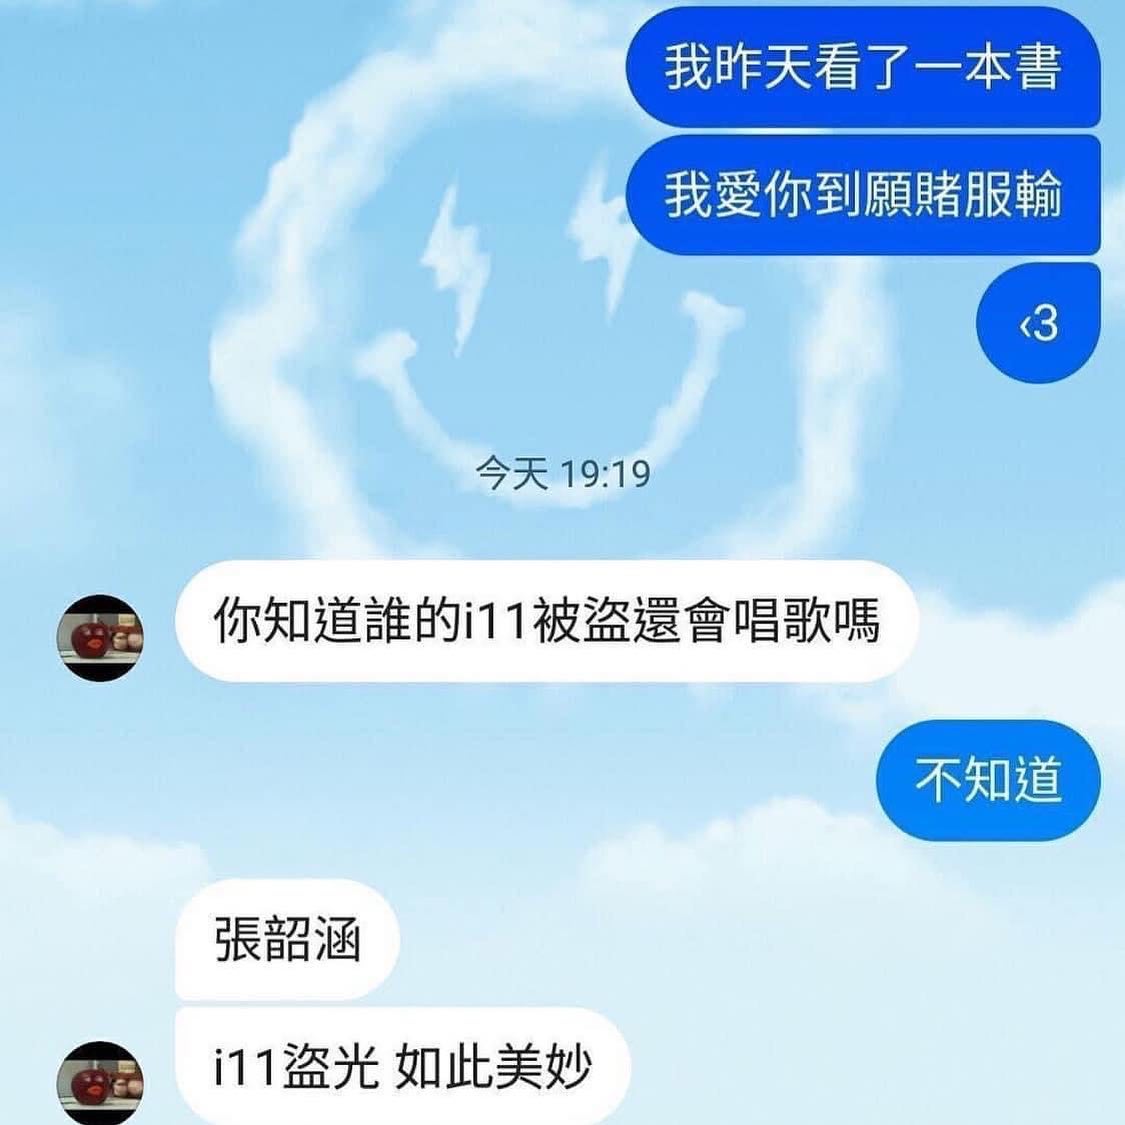 我昨天看了一本書
我愛你到願賭服輸
‹3
今天 19:19
你知道誰的i11被盜還會唱歌嗎
不知道
張韶涵
i11盜光 如此美妙